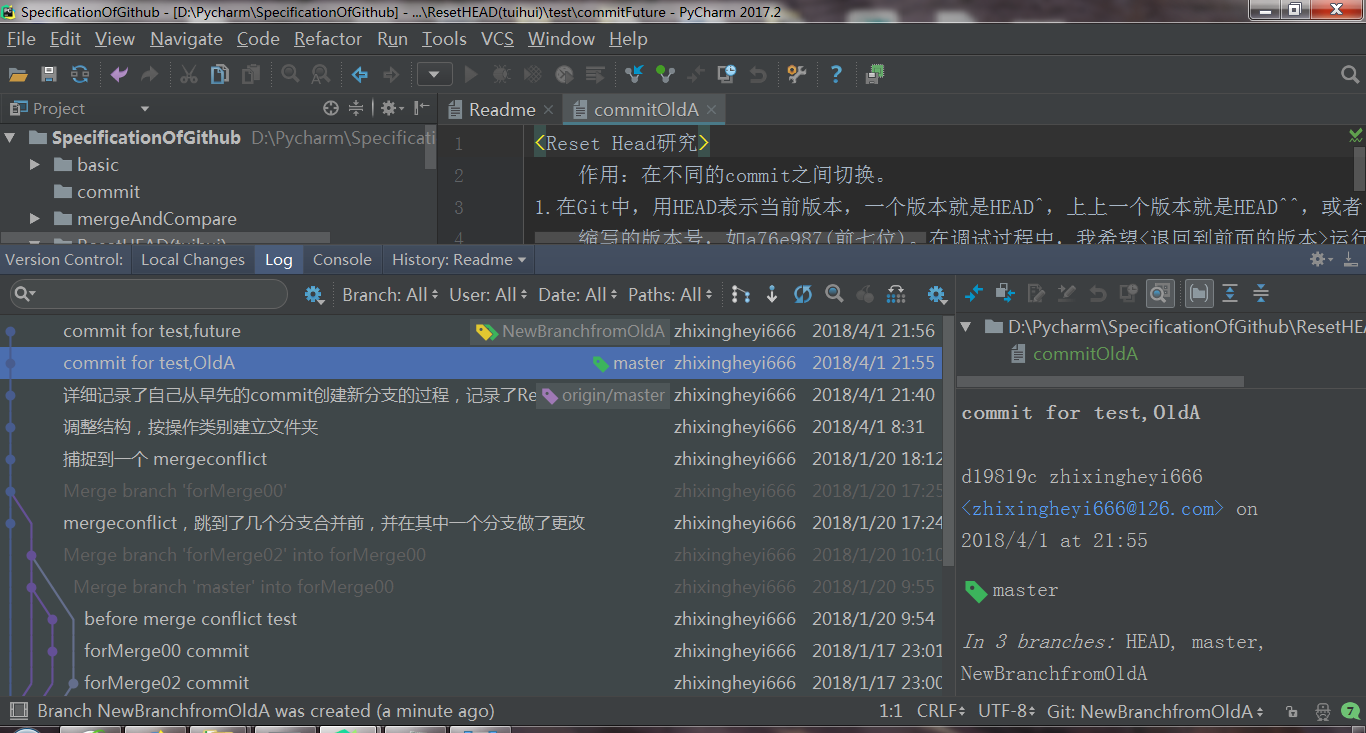 SpecificationOfGithub - [D:\Pycharm\SpecificationOfGithub] - ...\ResetHEAD(tuihui)\test\commitFuture - PyCharm 2017.2
File Edit View Navigate Code Refactor Run Tools VCS Window Help
Project
Readme
commitOldA
SpecificationOfGithub D:\Pycharm\Specificati
basic
commit
mergeAndCompare
ResetHEAD(tuihui)
1 <Reset Head研究>
2 作用：在不同的commit之间切换。
3 1.在Git中，用HEAD表示当前版本，一个版本就是HEAD^，上上一个版本就是HEAD^^，或者
4 缩写的版本号，如a76e987(前七位)。在调试过程中，我希望<退回到前面的版本>运行
Version Control: Local Changes Log Console History: Readme
Branch: All User: All Date: All Paths: All
commit for test,future NewBranchfromOldA zhixingheyi666 2018/4/1 21:56
commit for test,OldA master zhixingheyi666 2018/4/1 21:55
详细记录了自己从早先的commit创建新分支的过程，记录了Re origin/master zhixingheyi666 2018/4/1 21:40
调整结构，按操作类别建立文件夹 zhixingheyi666 2018/4/1 8:31
捕捉到一个 mergeconflict zhixingheyi666 2018/1/20 18:12
Merge branch 'forMerge00' zhixingheyi666 2018/1/20 17:25
mergeconflict，跳到了几个分支合并前，并在其中一个分支做了更改 zhixingheyi666 2018/1/20 17:24
Merge branch 'forMerge02' into forMerge00 zhixingheyi666 2018/1/20 10:10
Merge branch 'master' into forMerge00 zhixingheyi666 2018/1/20 9:55
before merge conflict test zhixingheyi666 2018/1/20 9:54
forMerge00 commit zhixingheyi666 2018/1/17 23:01
forMerge02 commit zhixingheyi666 2018/1/17 23:00
D:\Pycharm\SpecificationOfGithub\ResetHEA
commitOldA
commit for test,OldA
d19819c zhixingheyi666
<zhixingheyi666@126.com> on
2018/4/1 at 21:55
master
In 3 branches: HEAD, master,
NewBranchfromOldA
Branch NewBranchfromOldA was created (a minute ago) 1:1 CRLF UTF-8 Git: NewBranchfromOldA 7